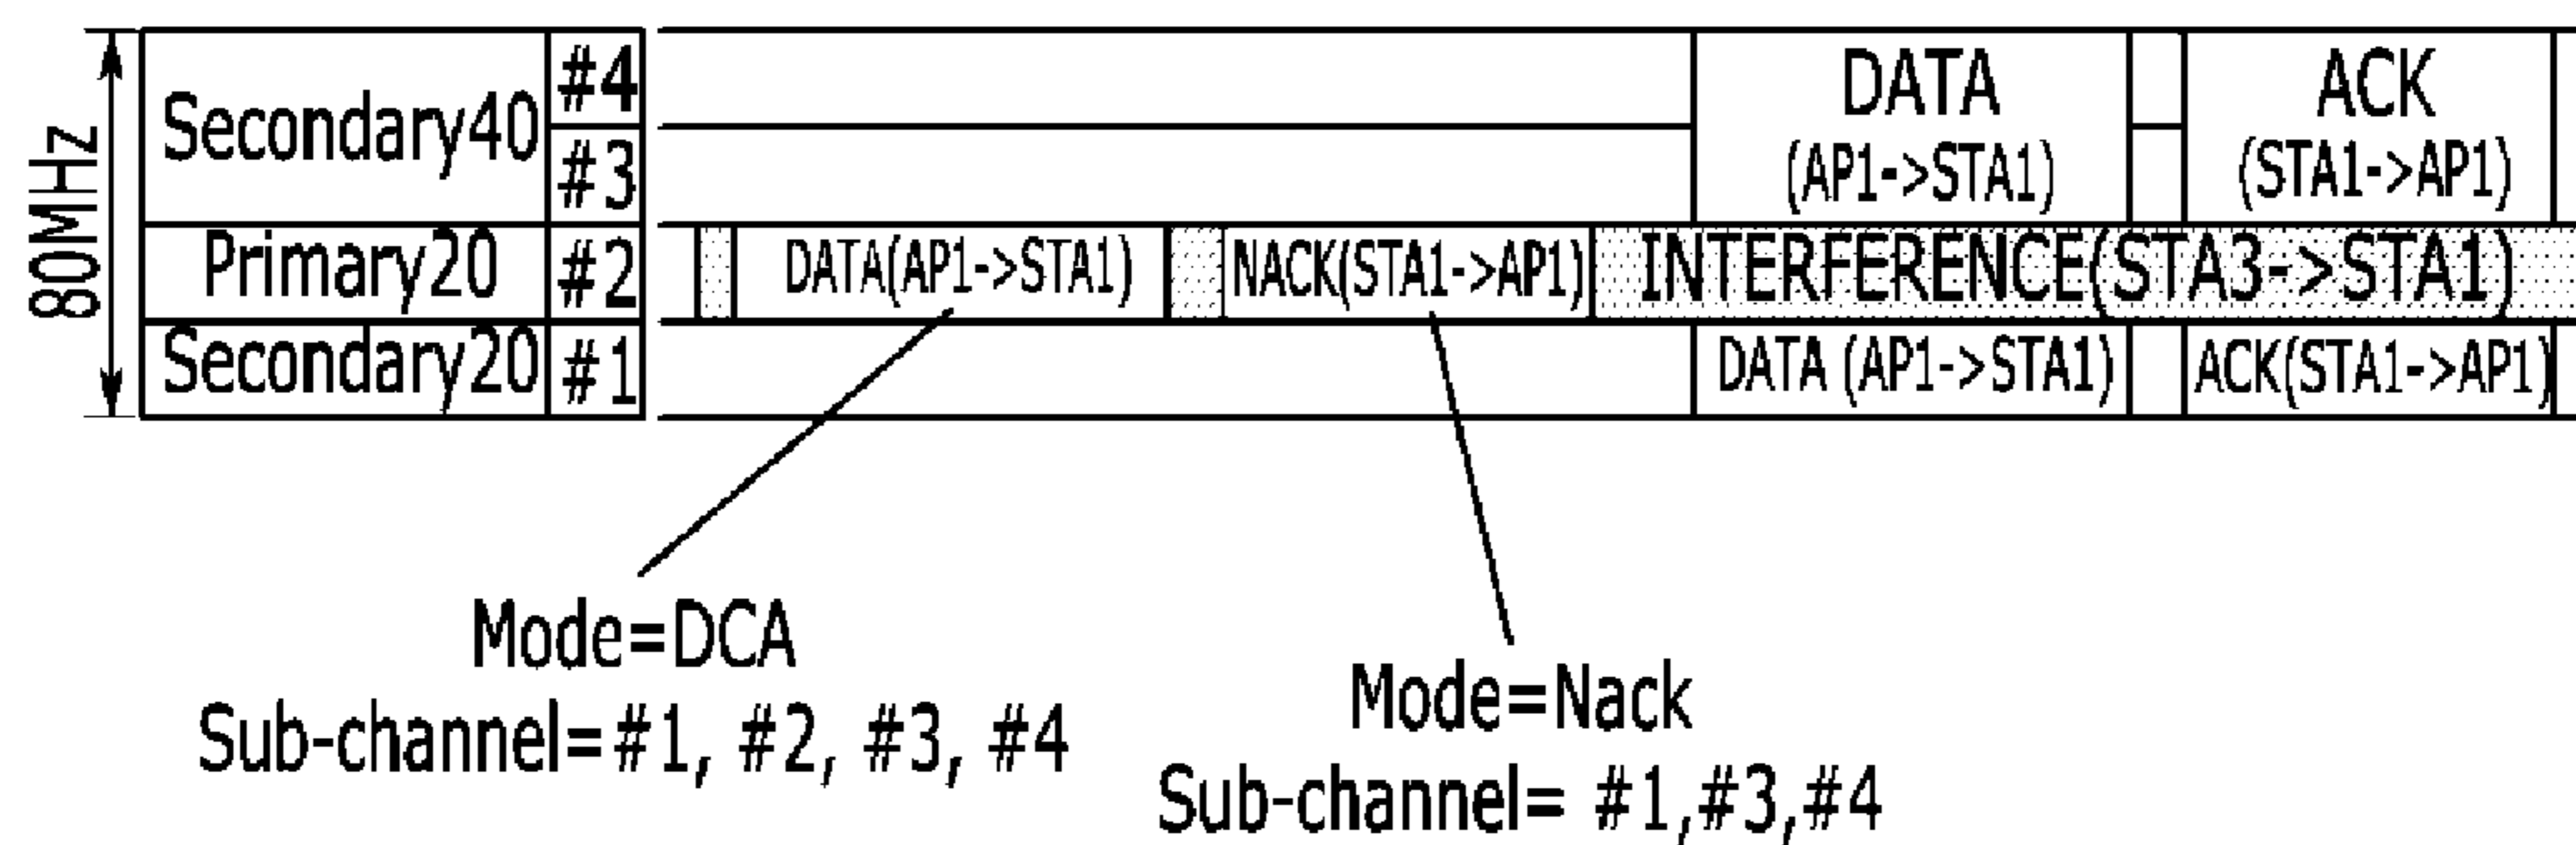 80MHz
Secondary40
#4
#3
Primary20
#2
Secondary20
#1
DATA
(AP1->STA1)
ACK
(STA1->AP1)
DATA(AP1->STA1)
NACK(STA1->AP1)
INTERFERENCE(STA3->STA1)
DATA (AP1->STA1)
ACK(STA1->AP1)
Mode=DCA
Sub-channel=#1, #2, #3, #4
Mode=Nack
Sub-channel= #1,#3,#4